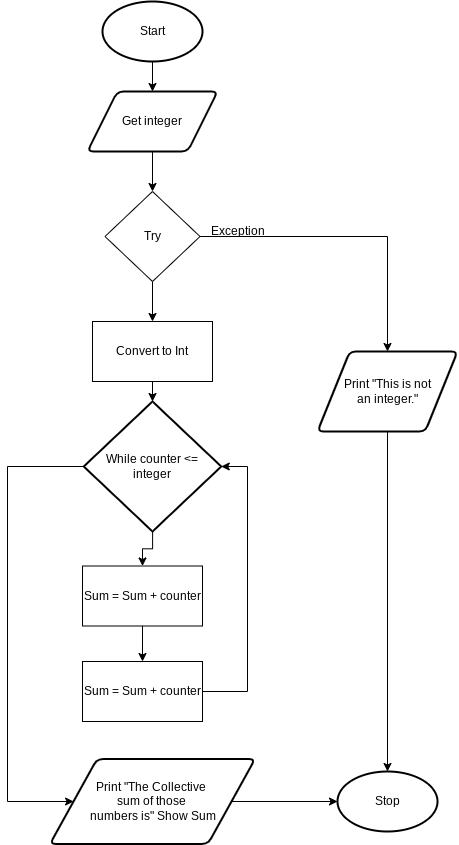 Start
Get integer
Try
Exception
Convert to Int
Print "This is not
an integer."
While counter <=
integer
Sum = Sum + counter
Sum = Sum + counter
Print "The Collective
sum of those
numbers is" Show Sum
Stop